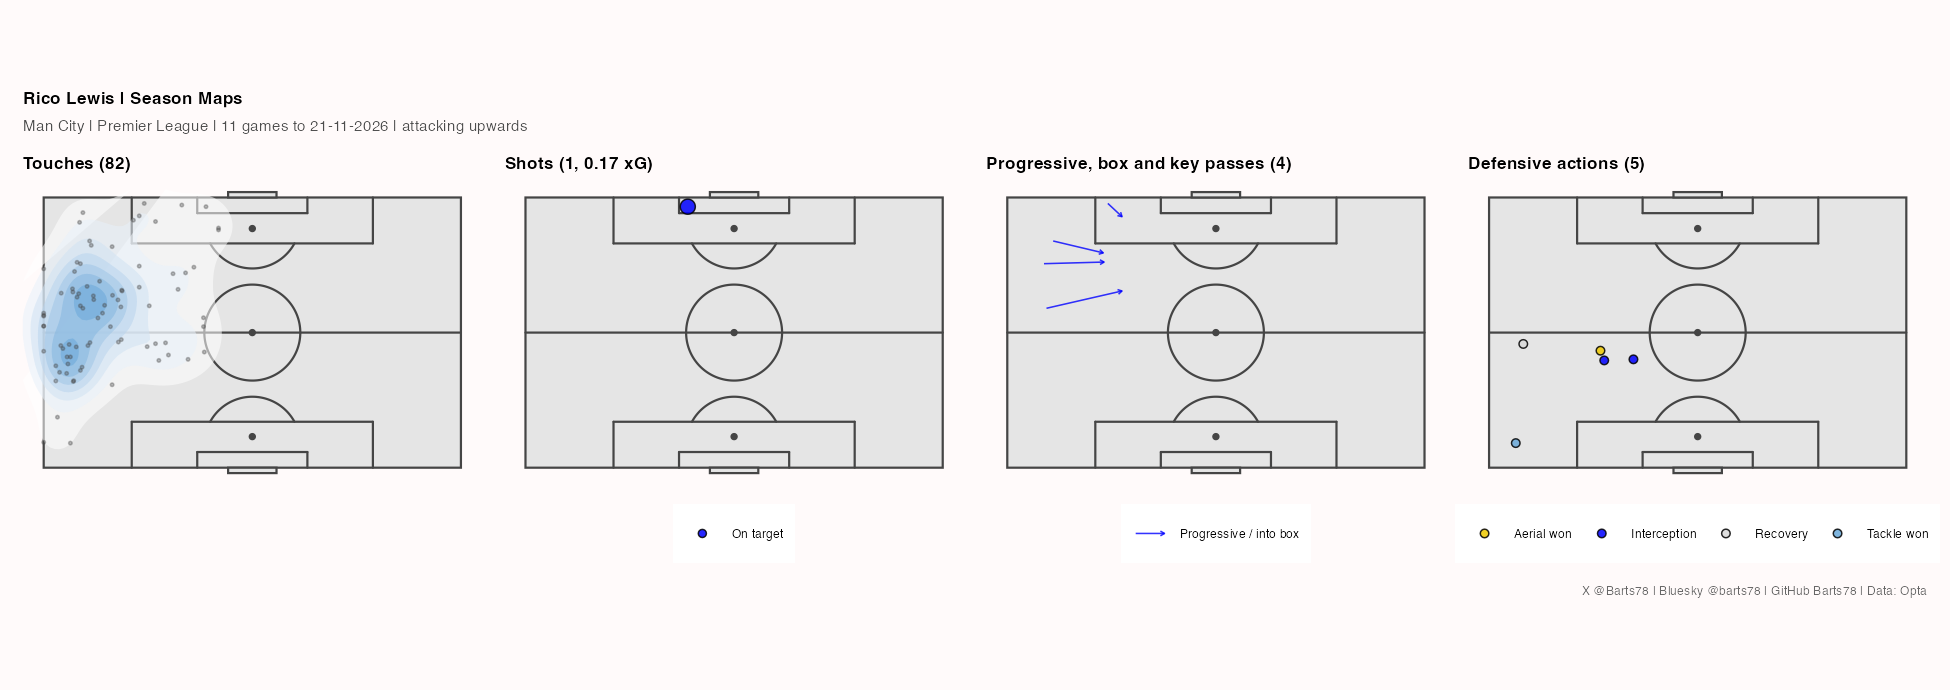 Rico Lewis | Season Maps
Man City | Premier League | 11 games to 21-11-2026 | attacking upwards
Touches (82)
Shots (1, 0.17 xG)
Progressive, box and key passes (4)
Defensive actions (5)
On target
Progressive / into box
Aerial won
Interception
Recovery
Tackle won
X @Barts78 | Bluesky @barts78 | GitHub Barts78 | Data: Opta